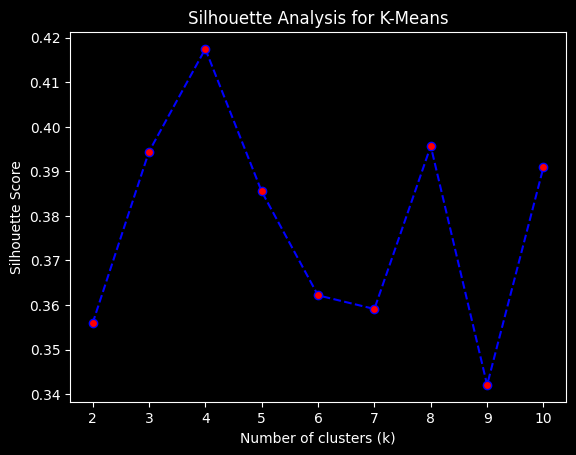 Silhouette Analysis for K-Means
0.42
0.41
0.40
0.39
0.38
0.37
0.36
0.35
0.34
Silhouette Score
2 3 4 5 6 7 8 9 10
Number of clusters (k)